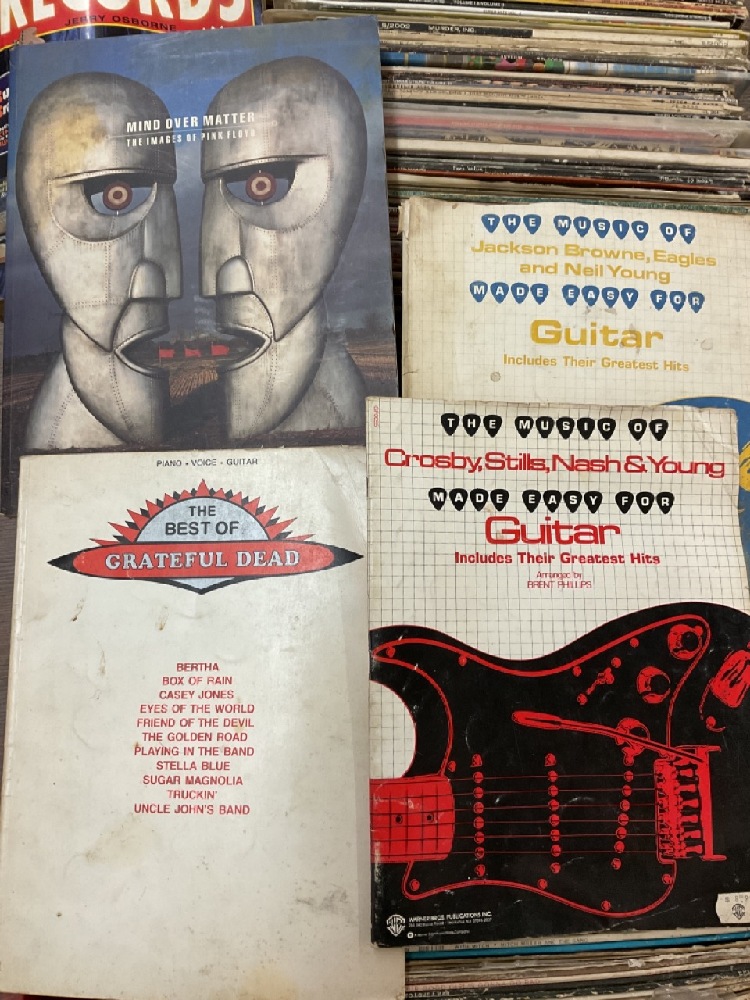 RECORDS
JERRY OSBORNE
MIND OVER MATTER
THE IMAGES OF PINK FLOYD
8/2002 MURDER, INC.
THE MUSIC OF
Jackson Browne, Eagles
and Neil Young
MADE EASY FOR
Guitar
Includes Their Greatest Hits
THE MUSIC OF
Crosby, Stills, Nash & Young
MADE EASY FOR
Guitar
Includes Their Greatest Hits
Arranged by
BRENT PHILLIPS
WARNER BROS. PUBLICATIONS INC.
PIANO • VOICE • GUITAR
THE
BEST OF
GRATEFUL DEAD
BERTHA
BOX OF RAIN
CASEY JONES
EYES OF THE WORLD
FRIEND OF THE DEVIL
THE GOLDEN ROAD
PLAYING IN THE BAND
STELLA BLUE
SUGAR MAGNOLIA
TRUCKIN'
UNCLE JOHN'S BAND